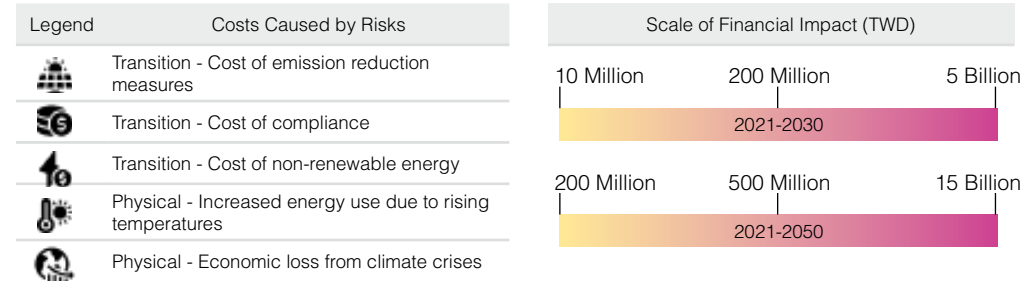 Legend Costs Caused by Risks
Transition - Cost of emission reduction
measures
Transition - Cost of compliance
Transition - Cost of non-renewable energy
Physical - Increased energy use due to rising
temperatures
Physical - Economic loss from climate crises
Scale of Financial Impact (TWD)
10 Million 200 Million 5 Billion
2021-2030
200 Million 500 Million 15 Billion
2021-2050